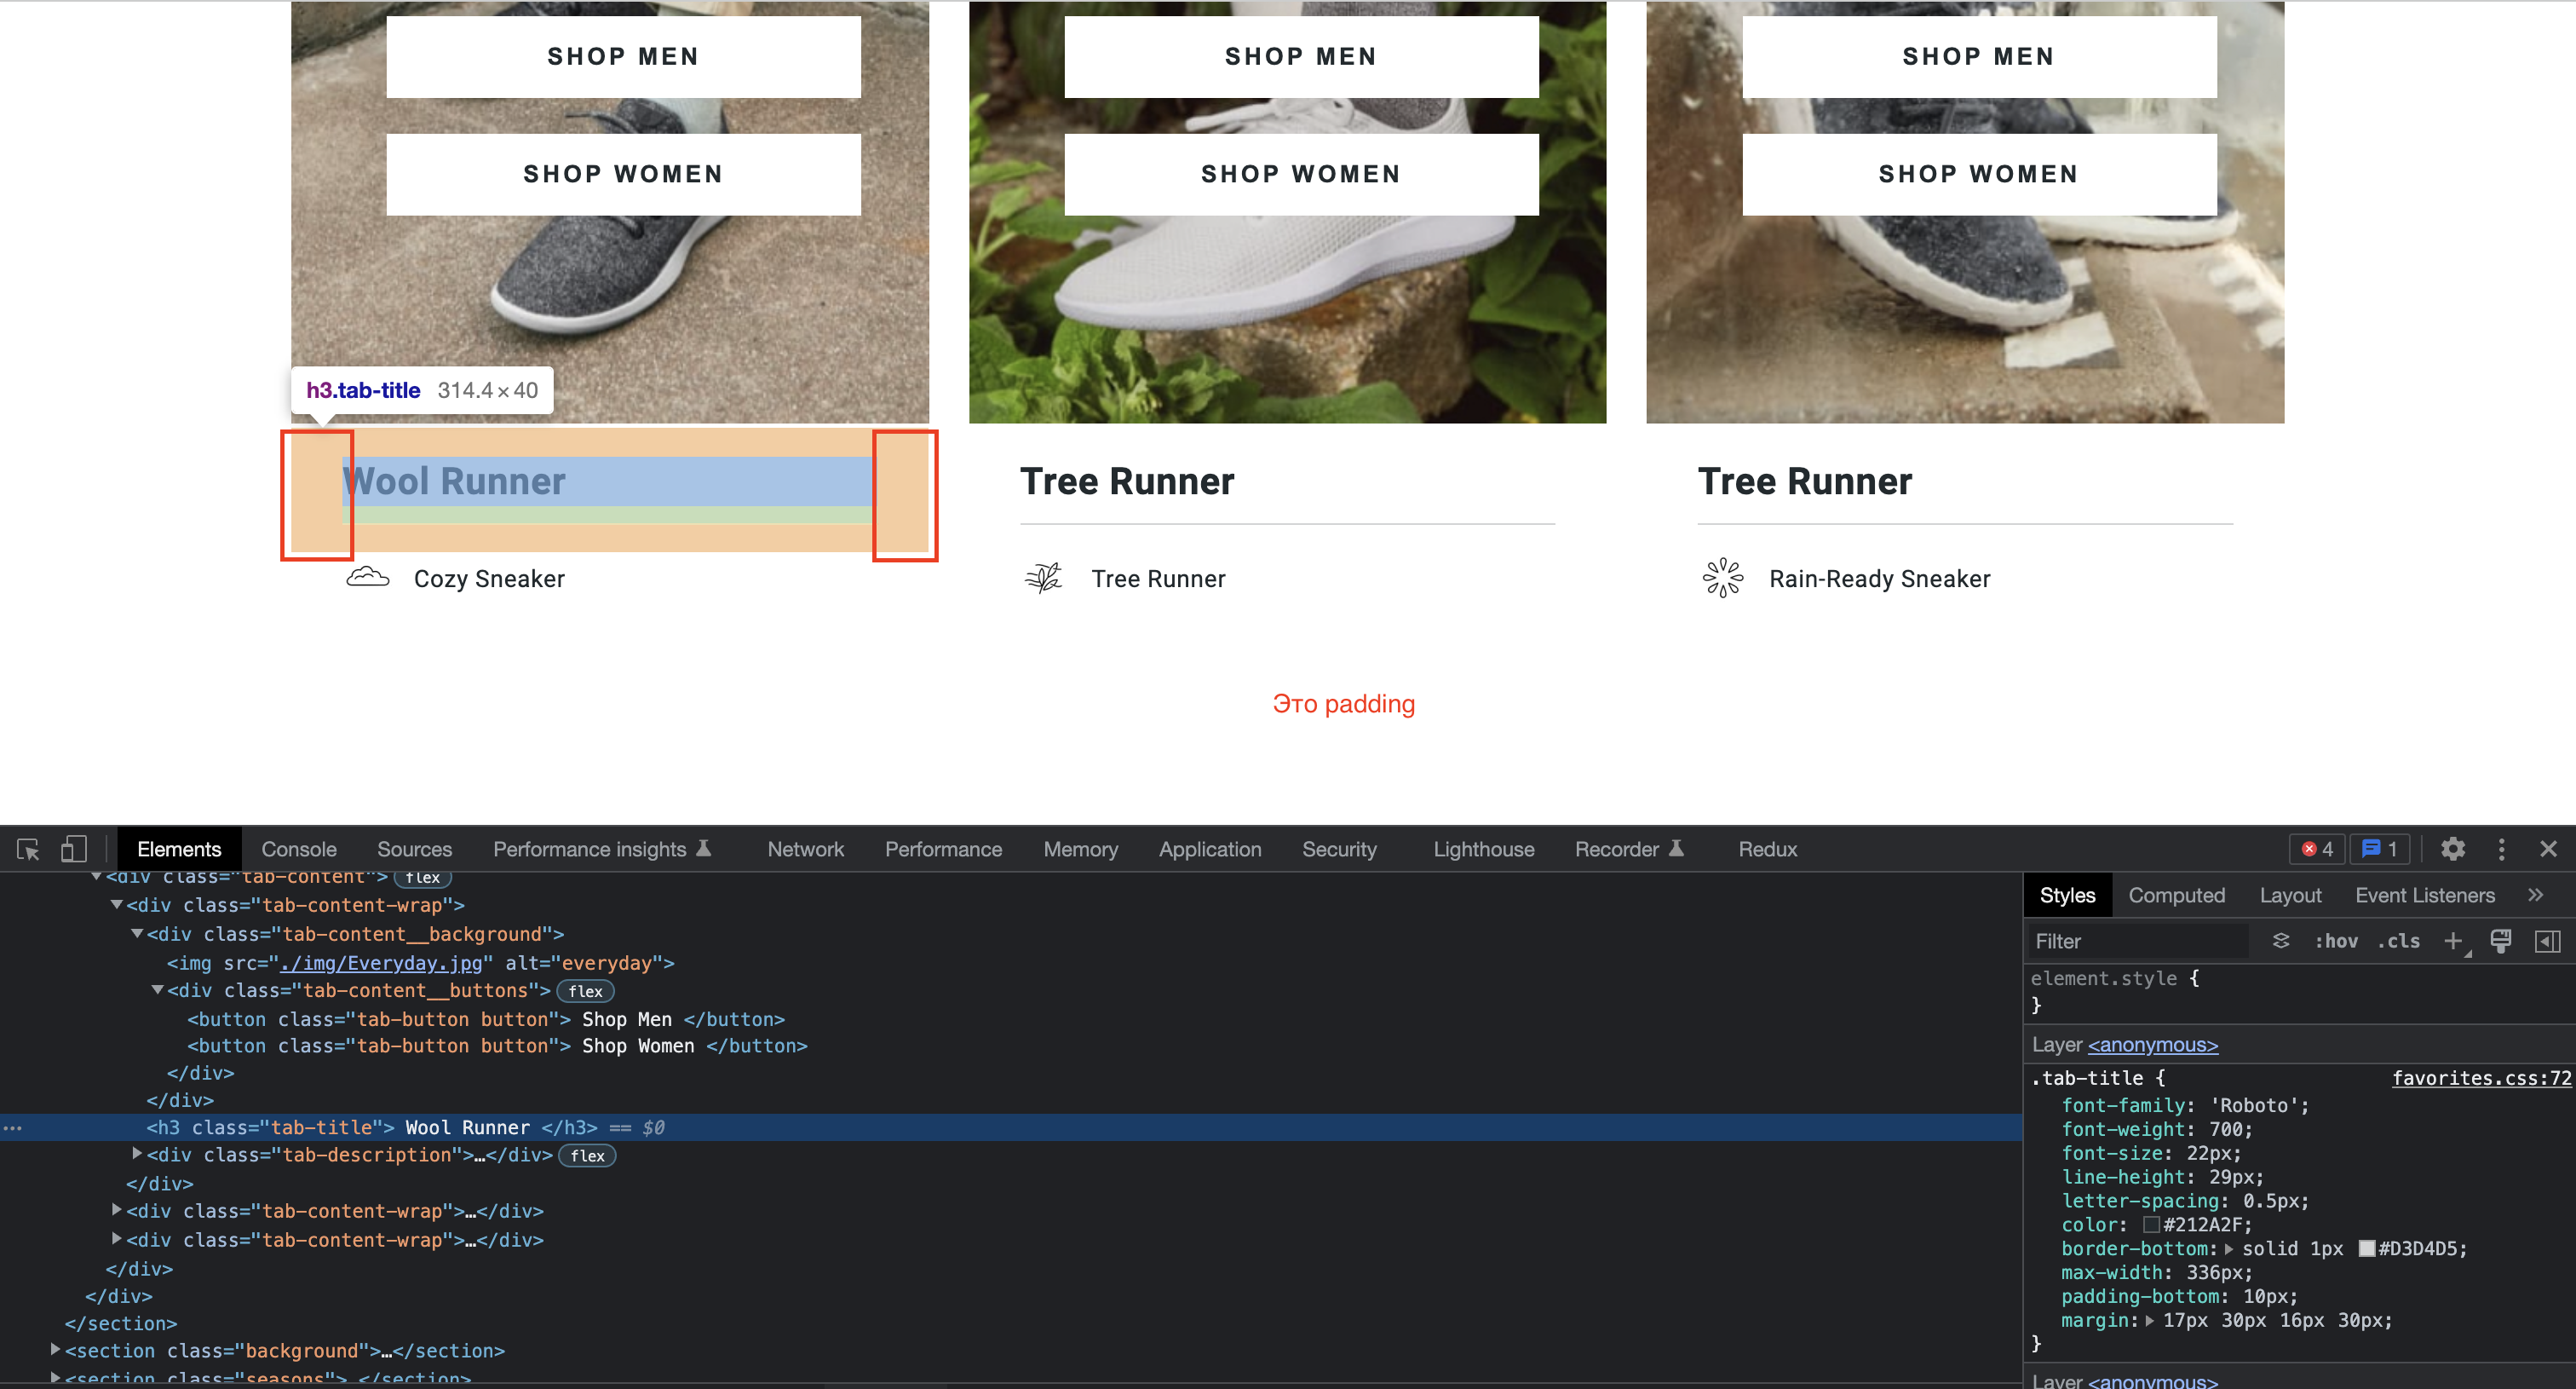 SHOP MEN
SHOP MEN
SHOP MEN
SHOP WOMEN
SHOP WOMEN
SHOP WOMEN
h3.tab-title 314.4 × 40
Wool Runner
Tree Runner
Tree Runner
Cozy Sneaker
Tree Runner
Rain-Ready Sneaker
Это padding
Elements Console Sources Performance insights Network Performance Memory Application Security Lighthouse Recorder Redux 4 1
<div class="tab-content"> flex
<div class="tab-content-wrap">
<div class="tab-content__background">
<img src="./img/Everyday.jpg" alt="everyday">
<div class="tab-content__buttons"> flex
<button class="tab-button button"> Shop Men </button>
<button class="tab-button button"> Shop Women </button>
</div>
</div>
<h3 class="tab-title"> Wool Runner </h3> == $0
<div class="tab-description">…</div> flex
</div>
<div class="tab-content-wrap">…</div>
<div class="tab-content-wrap">…</div>
</div>
</div>
</section>
<section class="background">…</section>
<section class="seasons"> </section>
Styles Computed Layout Event Listeners »
Filter :hov .cls
element.style {
}
Layer <anonymous>
.tab-title { favorites.css:72
font-family: 'Roboto';
font-weight: 700;
font-size: 22px;
line-height: 29px;
letter-spacing: 0.5px;
color: #212A2F;
border-bottom: solid 1px #D3D4D5;
max-width: 336px;
padding-bottom: 10px;
margin: 17px 30px 16px 30px;
}
Layer <anonymous>